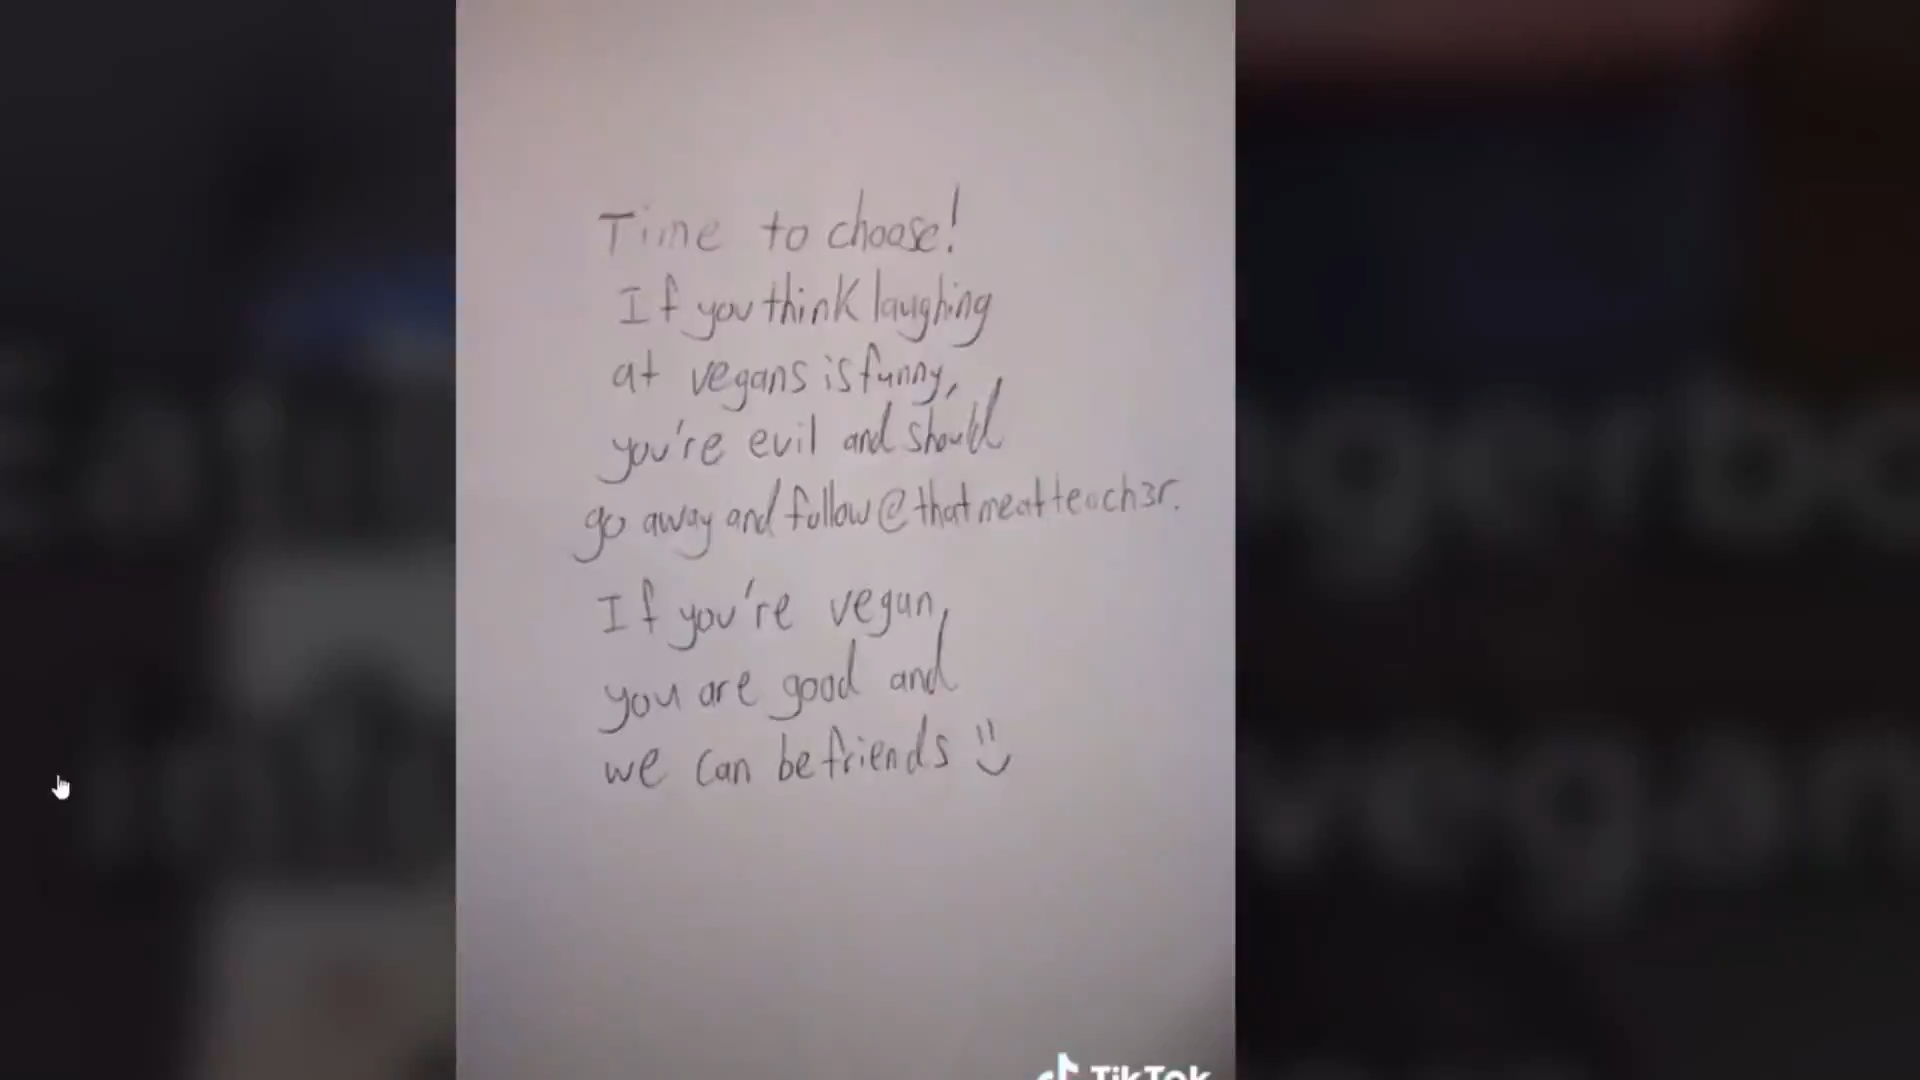 Time to choose!
If you think laughing
at vegans is funny,
you're evil and should
go away and follow @thatmeatteach3r.
If you're vegan,
you are good and
we can be friends
TikTok